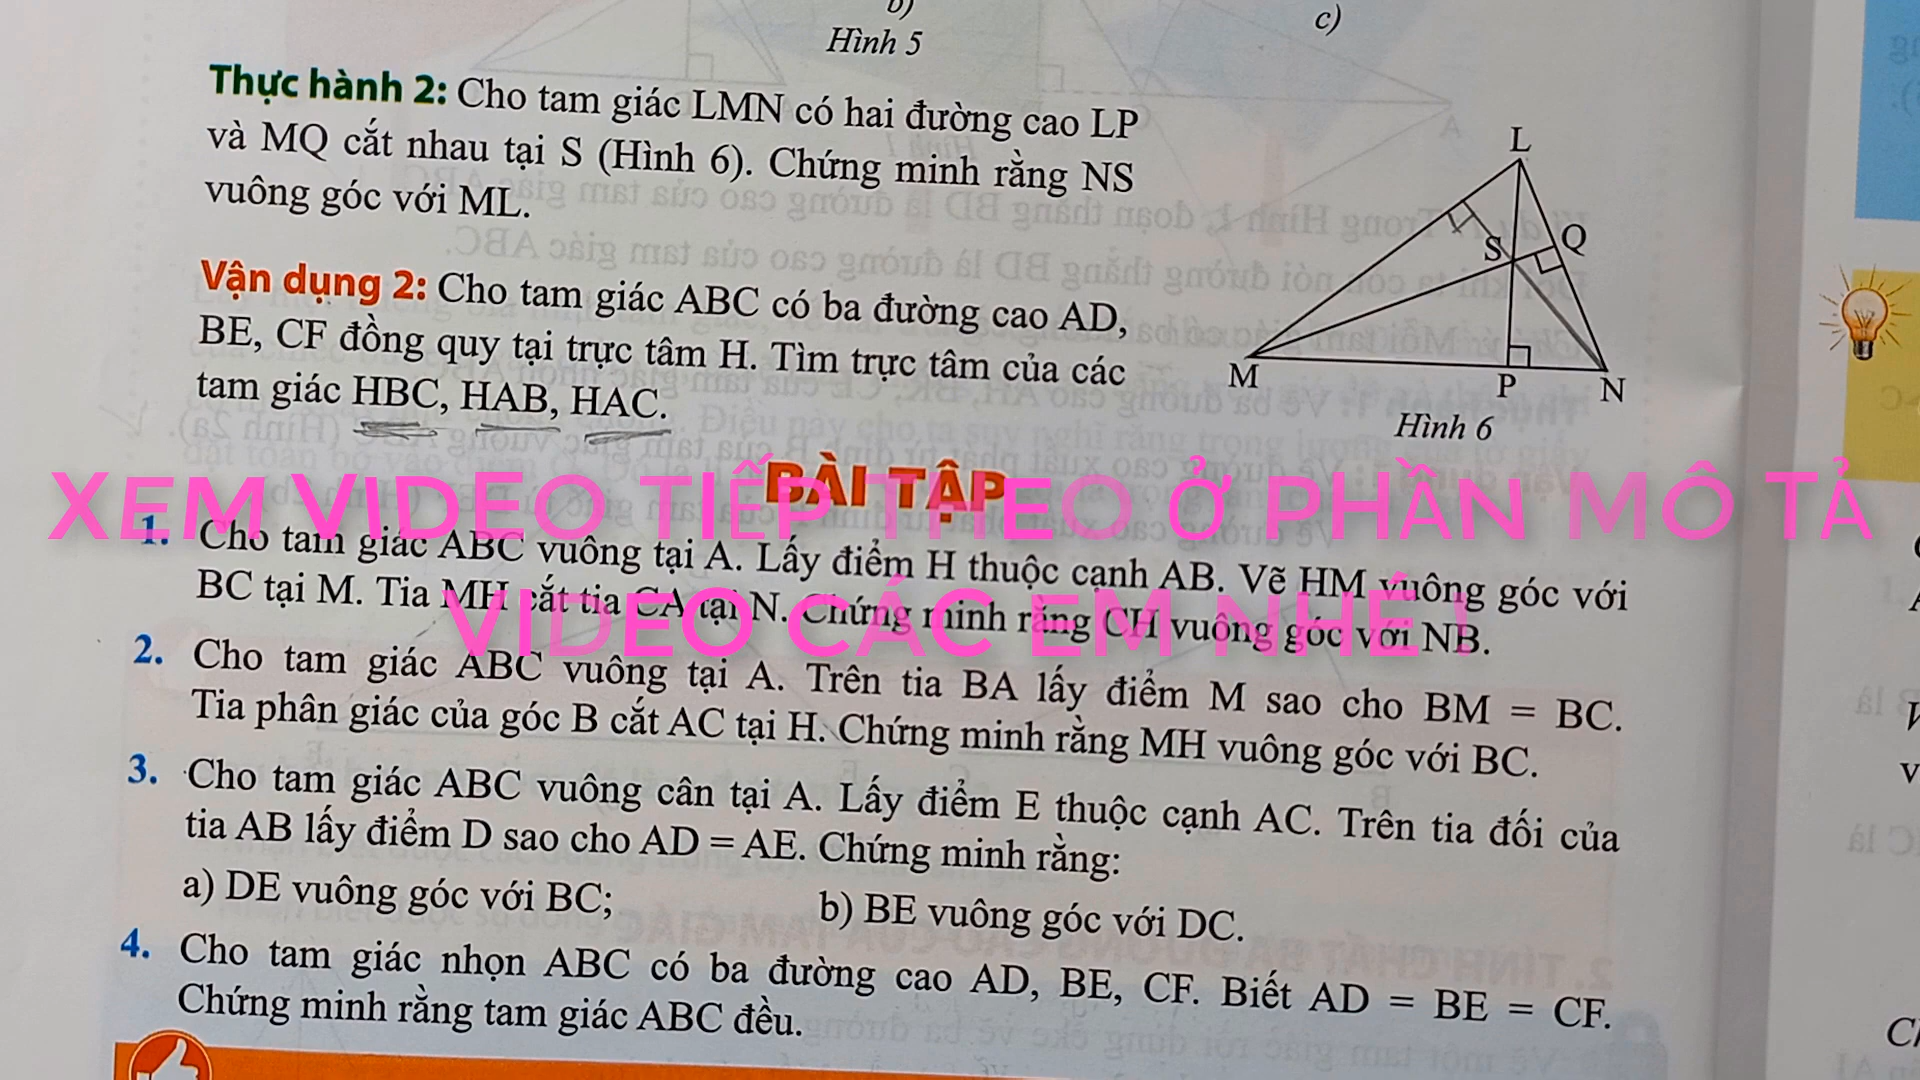 b)
c)
Hình 5
Thực hành 2: Cho tam giác LMN có hai đường cao LP
và MQ cắt nhau tại S (Hình 6). Chứng minh rằng NS
vuông góc với ML.
L
S
Q
M
P
N
Hình 6
Vận dụng 2: Cho tam giác ABC có ba đường cao AD,
BE, CF đồng quy tại trực tâm H. Tìm trực tâm của các
tam giác HBC, HAB, HAC.
BÀI TẬP
XEM VIDEO TIẾP THEO Ở PHẦN MÔ TẢ
VIDEO CÁC EM NHÉ!
1. Cho tam giác ABC vuông tại A. Lấy điểm H thuộc cạnh AB. Vẽ HM vuông góc với
BC tại M. Tia MH cắt tia CA tại N. Chứng minh rằng CH vuông góc với NB.
2. Cho tam giác ABC vuông tại A. Trên tia BA lấy điểm M sao cho BM = BC.
Tia phân giác của góc B cắt AC tại H. Chứng minh rằng MH vuông góc với BC.
3. Cho tam giác ABC vuông cân tại A. Lấy điểm E thuộc cạnh AC. Trên tia đối của
tia AB lấy điểm D sao cho AD = AE. Chứng minh rằng:
a) DE vuông góc với BC; b) BE vuông góc với DC.
4. Cho tam giác nhọn ABC có ba đường cao AD, BE, CF. Biết AD = BE = CF.
Chứng minh rằng tam giác ABC đều.